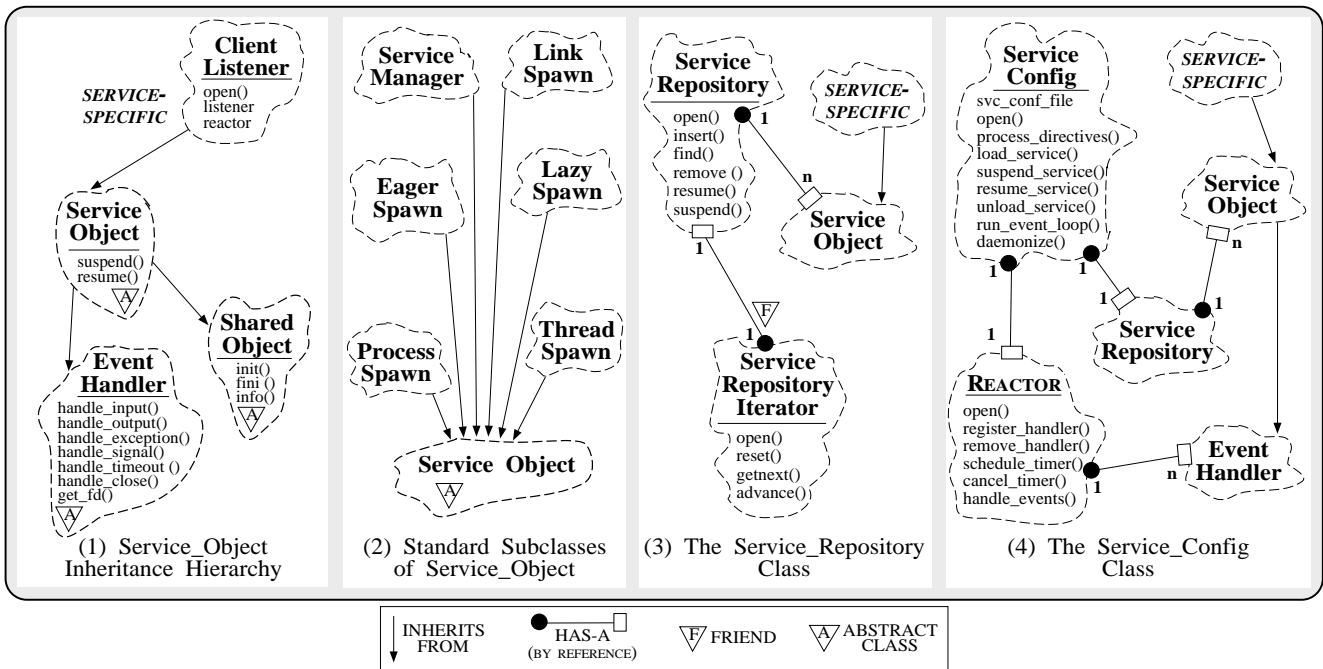 Client
Listener
open()
listener
reactor
SERVICE-
SPECIFIC
Service
Object
suspend()
resume()
A
Shared
Object
init()
fini ()
info()
A
Event
Handler
handle_input()
handle_output()
handle_exception()
handle_signal()
handle_timeout ()
handle_close()
get_fd()
A
(1) Service_Object
Inheritance Hierarchy
Service
Manager
Link
Spawn
Eager
Spawn
Lazy
Spawn
Process
Spawn
Thread
Spawn
Service Object
A
(2) Standard Subclasses
of Service_Object
Service
Repository
open()
insert()
find()
remove ()
resume()
suspend()
1
SERVICE-
SPECIFIC
n
Service
Object
1
F
1
Service
Repository
Iterator
open()
reset()
getnext()
advance()
(3) The Service_Repository
Class
Service
Config
svc_conf_file
open()
process_directives()
load_service()
suspend_service()
resume_service()
unload_service()
run_event_loop()
daemonize()
SERVICE-
SPECIFIC
Service
Object
n
1
1
1
1
Service
Repository
1
REACTOR
open()
register_handler()
remove_handler()
schedule_timer()
cancel_timer()
handle_events()
1
n
Event
Handler
(4) The Service_Config
Class
INHERITS
FROM
HAS-A
(BY REFERENCE)
F
FRIEND
A
ABSTRACT
CLASS